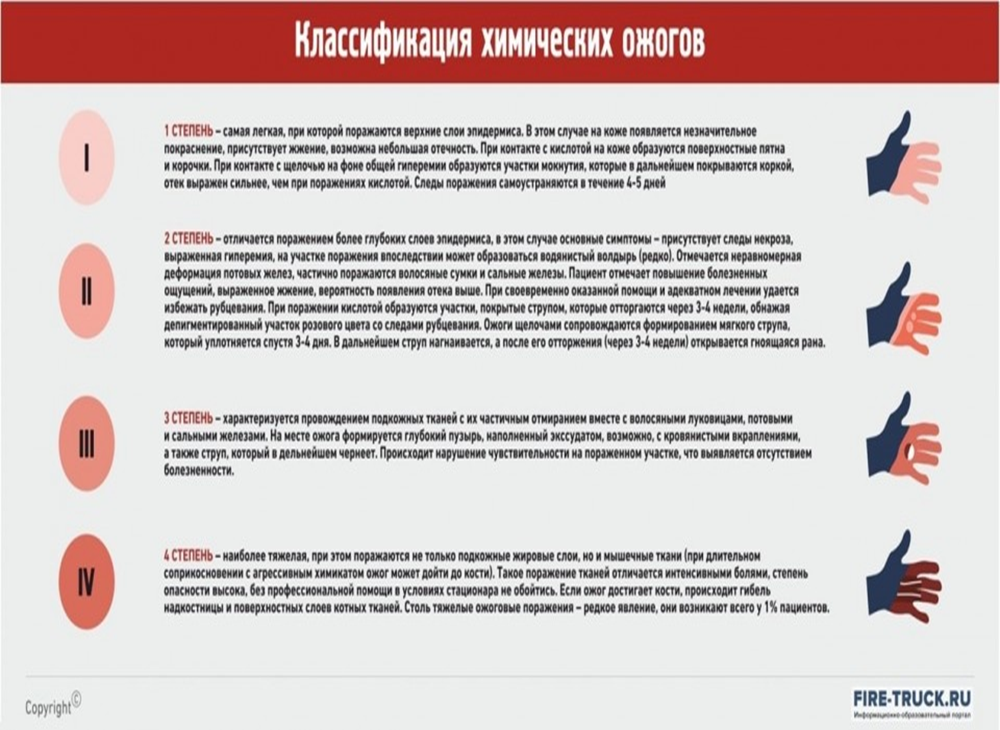 Классификация химических ожогов
I
1 СТЕПЕНЬ – самая легкая, при которой поражаются верхние слои эпидермиса. В этом случае на коже появляется незначительное
покраснение, присутствует жжение, возможна небольшая отечность. При контакте с кислотой на коже образуются поверхностные пятна
и корочки. При контакте с щелочью на фоне общей гиперемии образуются участки мокнутия, которые в дальнейшем покрываются коркой,
отек выражен сильнее, чем при поражениях кислотой. Следы поражения самоустраняются в течение 4-5 дней
II
2 СТЕПЕНЬ – отличается поражением более глубоких слоев эпидермиса, в этом случае основные симптомы – присутствует следы некроза,
выраженная гиперемия, на участке поражения впоследствии может образоваться водянистый волдырь (редко). Отмечается неравномерная
деформация потовых желез, частично поражаются волосяные сумки и сальные железы. Пациент отмечает повышение болезненных
ощущений, выраженное жжение, вероятность появления отека выше. При своевременно оказанной помощи и адекватном лечении удается
избежать рубцевания. При поражении кислотой образуются участки, покрытые струпом, которые отторгаются через 3-4 недели, обнажая
депигментированный участок розового цвета со следами рубцевания. Ожоги щелочами сопровождаются формированием мягкого струпа,
который уплотняется спустя 3-4 дня. В дальнейшем струп нагнаивается, а после его отторжения (через 3-4 недели) открывается гноящаяся рана.
III
3 СТЕПЕНЬ – характеризуется провождением подкожных тканей с их частичным отмиранием вместе с волосяными луковицами, потовыми
и сальными железами. На месте ожога формируется глубокий пузырь, наполненный экссудатом, возможно, с кровянистыми вкраплениями,
а также струп, который в дельнейшем чернеет. Происходит нарушение чувствительности на пораженном участке, что выявляется отсутствием
болезненности.
IV
4 СТЕПЕНЬ – наиболее тяжелая, при этом поражаются не только подкожные жировые слои, но и мышечные ткани (при длительном
соприкосновении с агрессивным химикатом ожог может дойти до кости). Такое поражение тканей отличается интенсивными болями, степень
опасности высока, без профессиональной помощи в условиях стационара не обойтись. Если ожог достигает кости, происходит гибель
надкостницы и поверхностных слоев котных тканей. Столь тяжелые ожоговые поражения – редкое явление, они возникают всего у 1% пациентов.
Copyright©
FIRE-TRUCK.RU
Информационно-образовательный портал